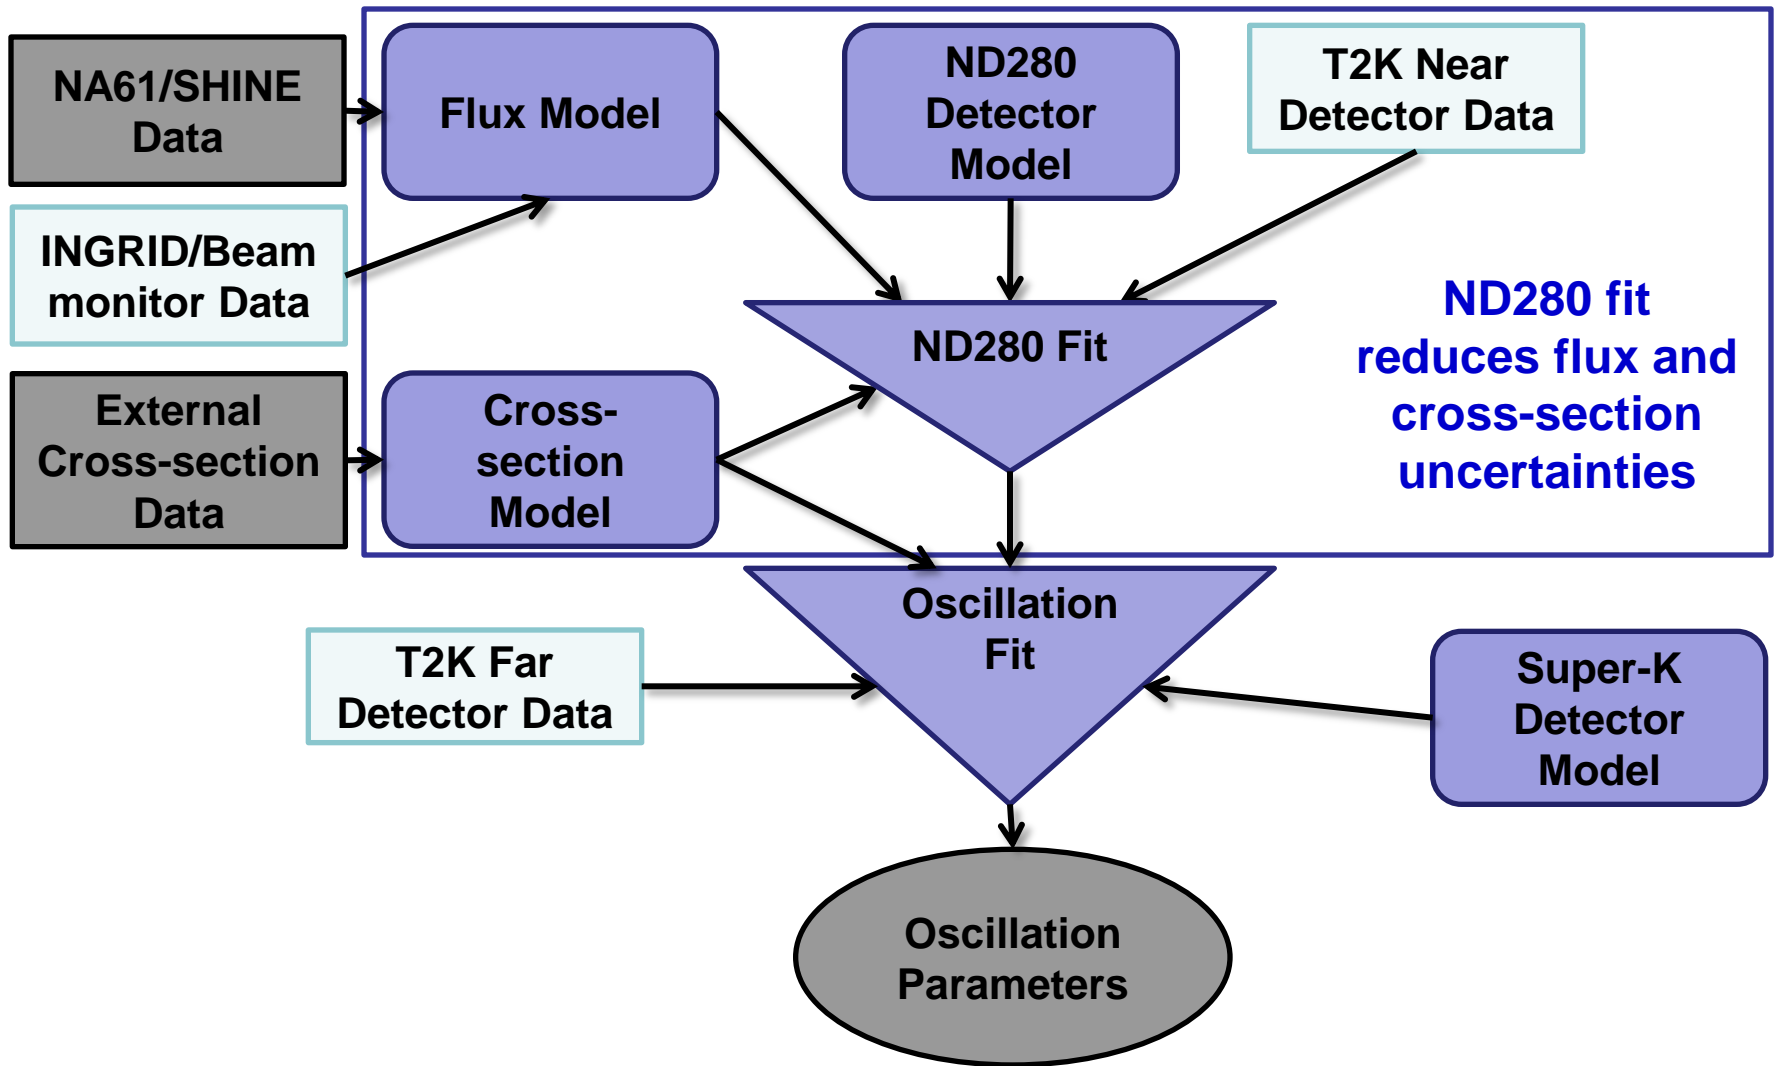 NA61/SHINE
Data
Flux Model
ND280
Detector
Model
T2K Near
Detector Data
INGRID/Beam
monitor Data
ND280 Fit
ND280 fit
reduces flux and
cross-section
uncertainties
External
Cross-section
Data
Cross-
section
Model
Oscillation
Fit
T2K Far
Detector Data
Super-K
Detector
Model
Oscillation
Parameters